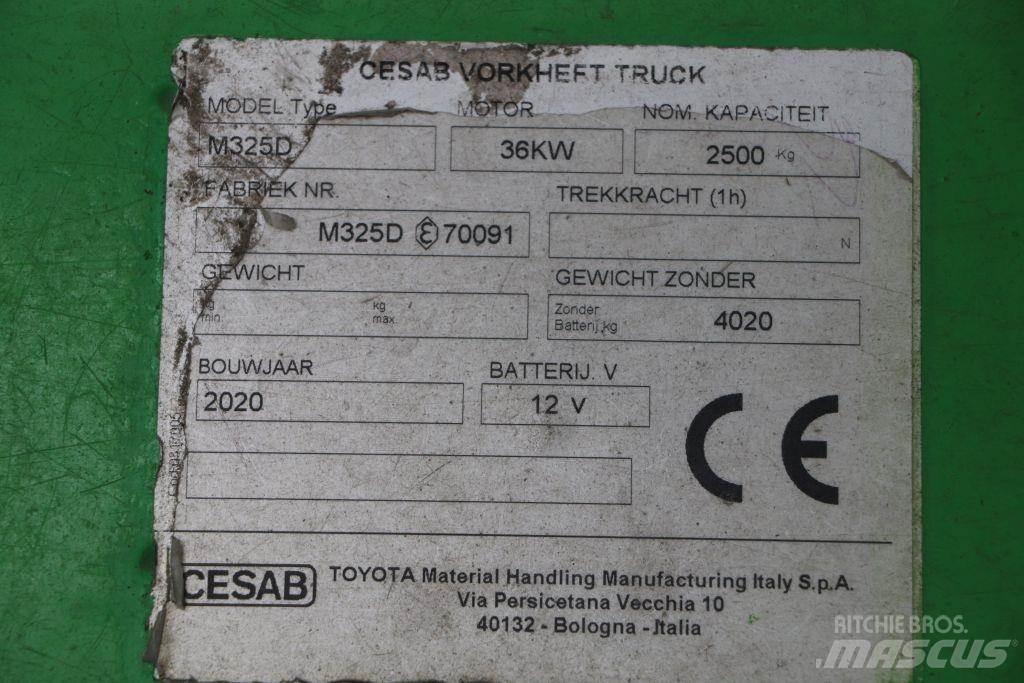 CESAB VORKHEFT TRUCK
MODEL Type MOTOR NOM. KAPACITEIT
M325D 36KW 2500 Kg
FABRIEK NR. TREKKRACHT (1h)
M325D Ɛ 70091 N
GEWICHT GEWICHT ZONDER
kg min. kg max. Zonder Batterij.kg 4020
BOUWJAAR BATTERIJ. V
2020 12 V
CE
CESAB TOYOTA Material Handling Manufacturing Italy S.p.A.
Via Persicetana Vecchia 10
40132 - Bologna - Italia
RITCHIE BROS.
MASCUS